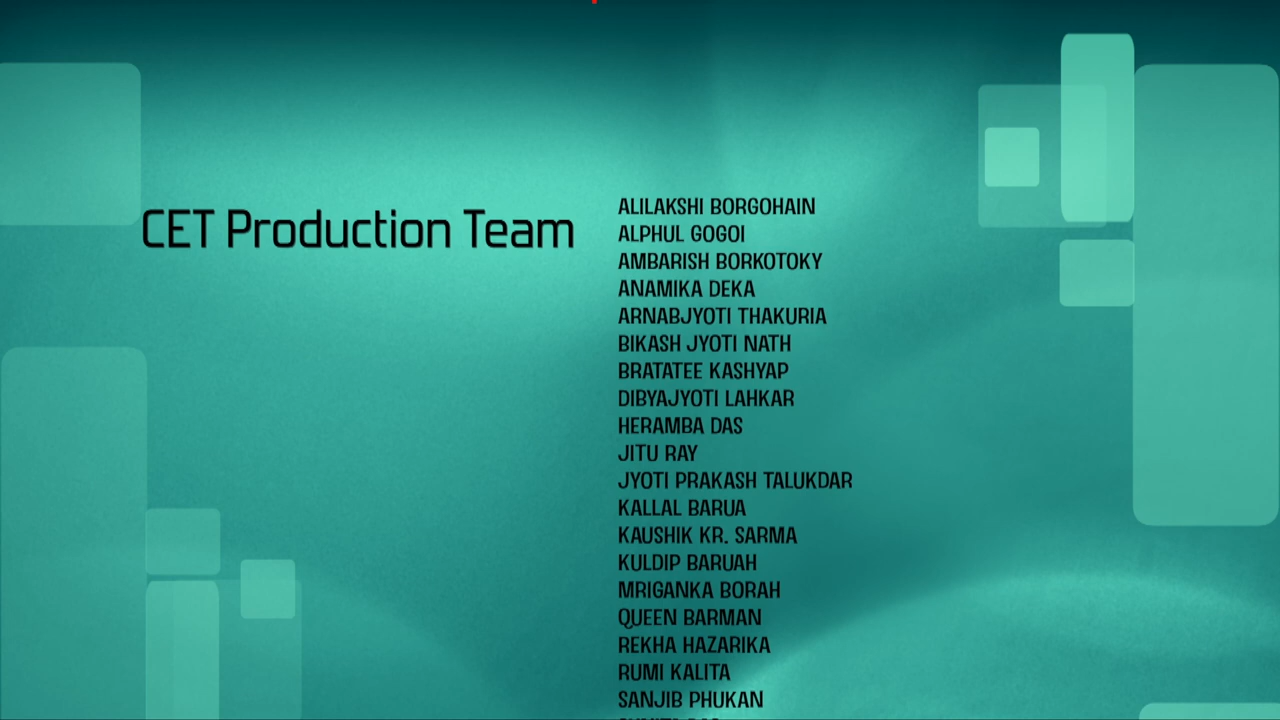 CET Production Team
ALILAKSHI BORGOHAIN
ALPHUL GOGOI
AMBARISH BORKOTOKY
ANAMIKA DEKA
ARNABJYOTI THAKURIA
BIKASH JYOTI NATH
BRATATEE KASHYAP
DIBYAJYOTI LAHKAR
HERAMBA DAS
JITU RAY
JYOTI PRAKASH TALUKDAR
KALLAL BARUA
KAUSHIK KR. SARMA
KULDIP BARUAH
MRIGANKA BORAH
QUEEN BARMAN
REKHA HAZARIKA
RUMI KALITA
SANJIB PHUKAN